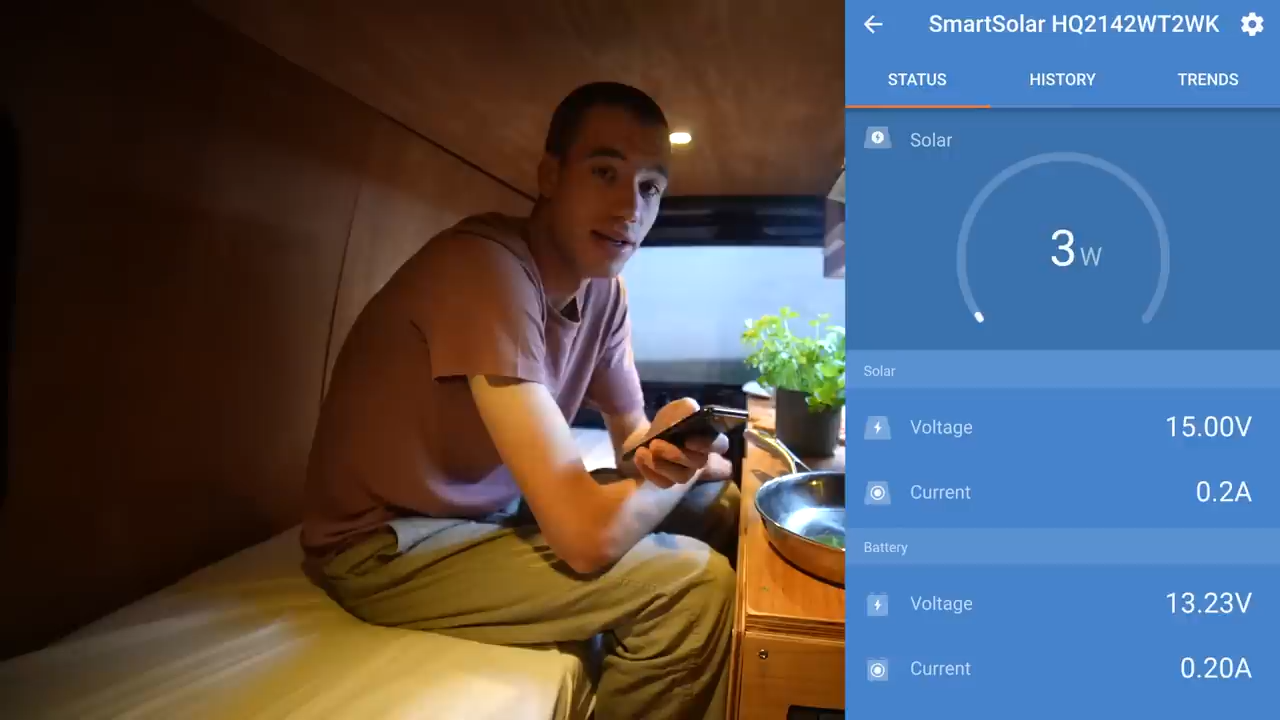 SmartSolar HQ2142WT2WK
STATUS HISTORY TRENDS
Solar
3W
Solar
Voltage 15.00V
Current 0.2A
Battery
Voltage 13.23V
Current 0.20A